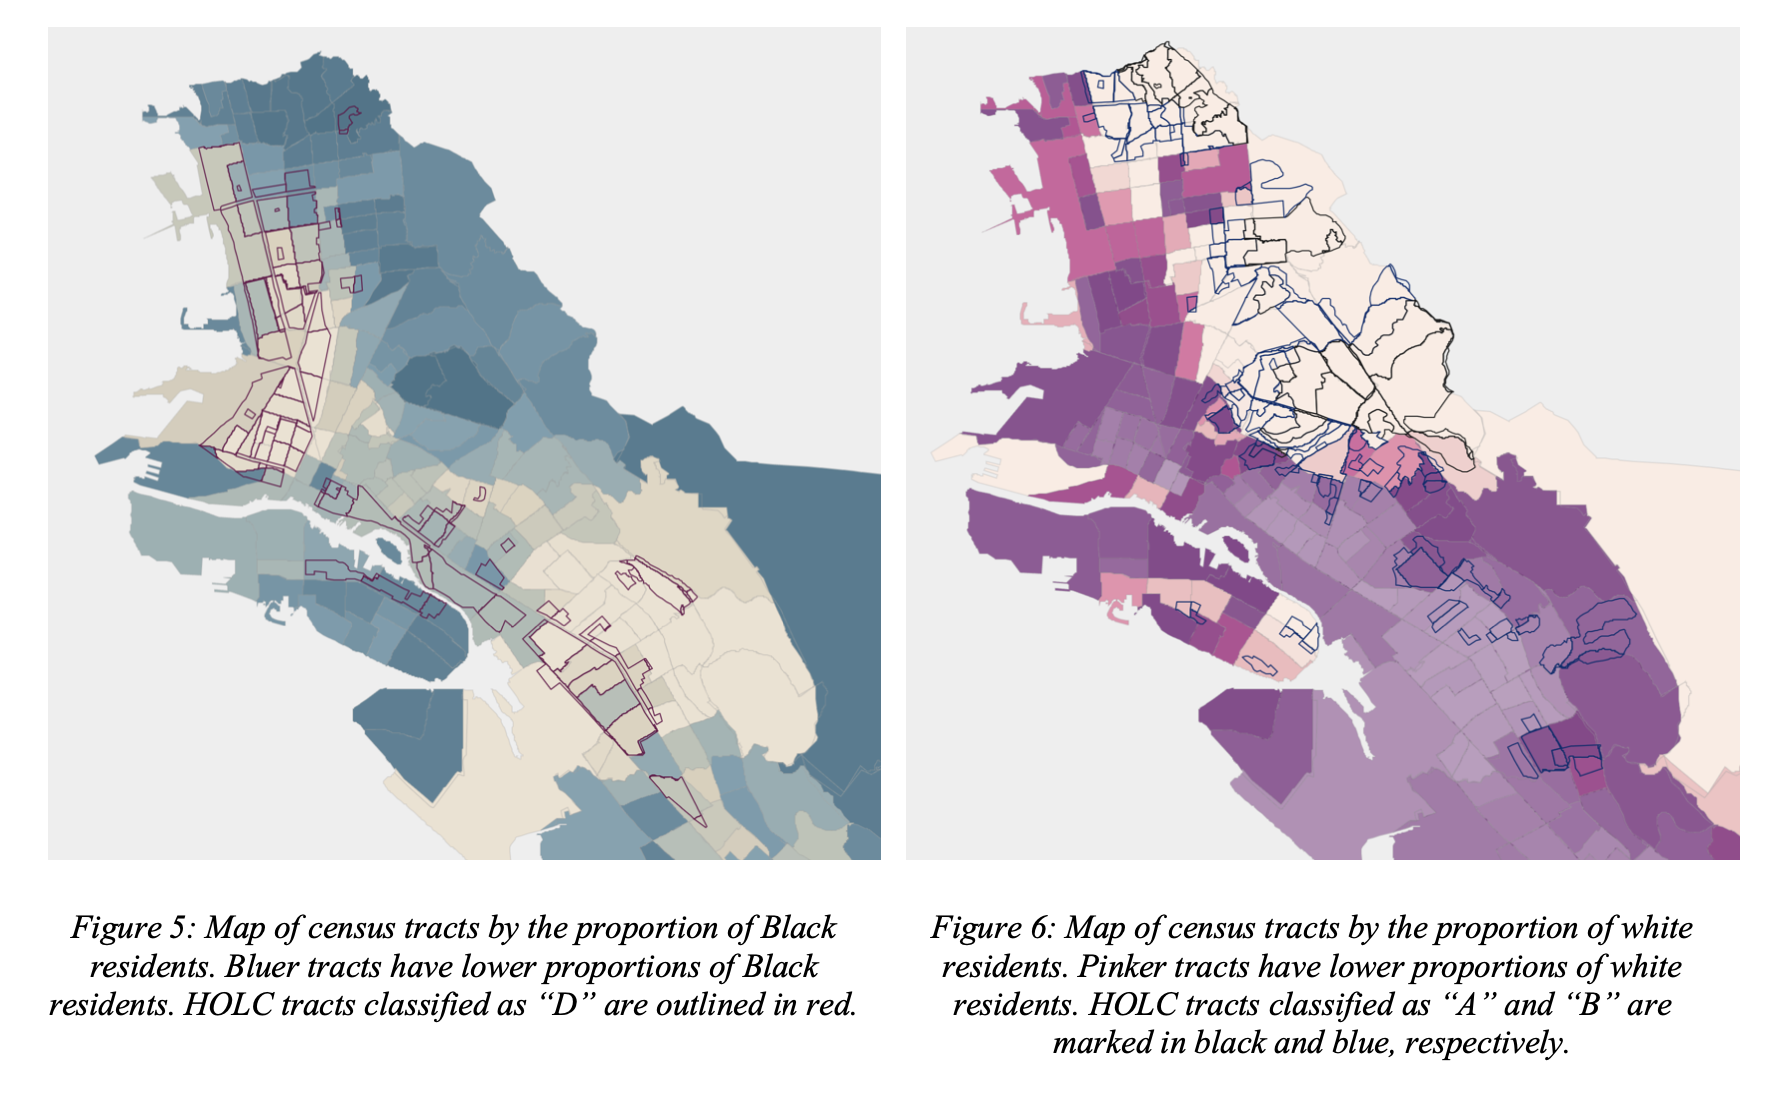 Figure 5: Map of census tracts by the proportion of Black
residents. Bluer tracts have lower proportions of Black
residents. HOLC tracts classified as “D” are outlined in red.
Figure 6: Map of census tracts by the proportion of white
residents. Pinker tracts have lower proportions of white
residents. HOLC tracts classified as “A” and “B” are
marked in black and blue, respectively.